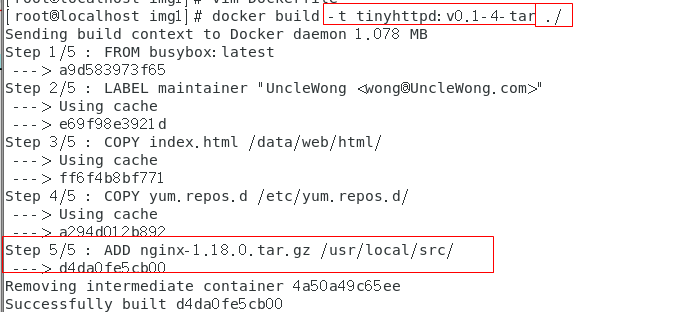 [root@localhost img1]# vim Dockerfile
[root@localhost img1]# docker build -t tinyhttpd:v0.1-4-tar ./
Sending build context to Docker daemon 1.078 MB
Step 1/5 : FROM busybox:latest
 ---> a9d583973f65
Step 2/5 : LABEL maintainer "UncleWong <wong@UncleWong.com>"
 ---> Using cache
 ---> e69f98e3921d
Step 3/5 : COPY index.html /data/web/html/
 ---> Using cache
 ---> ff6f4b8bf771
Step 4/5 : COPY yum.repos.d /etc/yum.repos.d/
 ---> Using cache
 ---> a294d012b892
Step 5/5 : ADD nginx-1.18.0.tar.gz /usr/local/src/
 ---> d4da0fe5cb00
Removing intermediate container 4a50a49c65ee
Successfully built d4da0fe5cb00